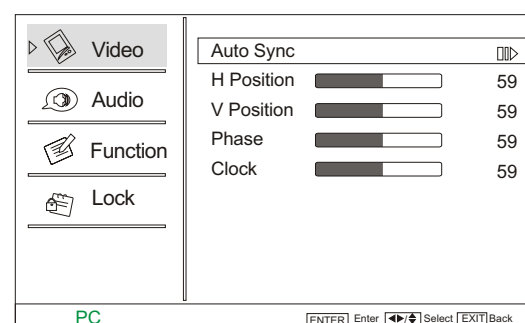 Video
Audio
Function
Lock
Auto Sync
H Position 59
V Position 59
Phase 59
Clock 59
PC
ENTER Enter ◀▶/⬍ Select EXIT Back